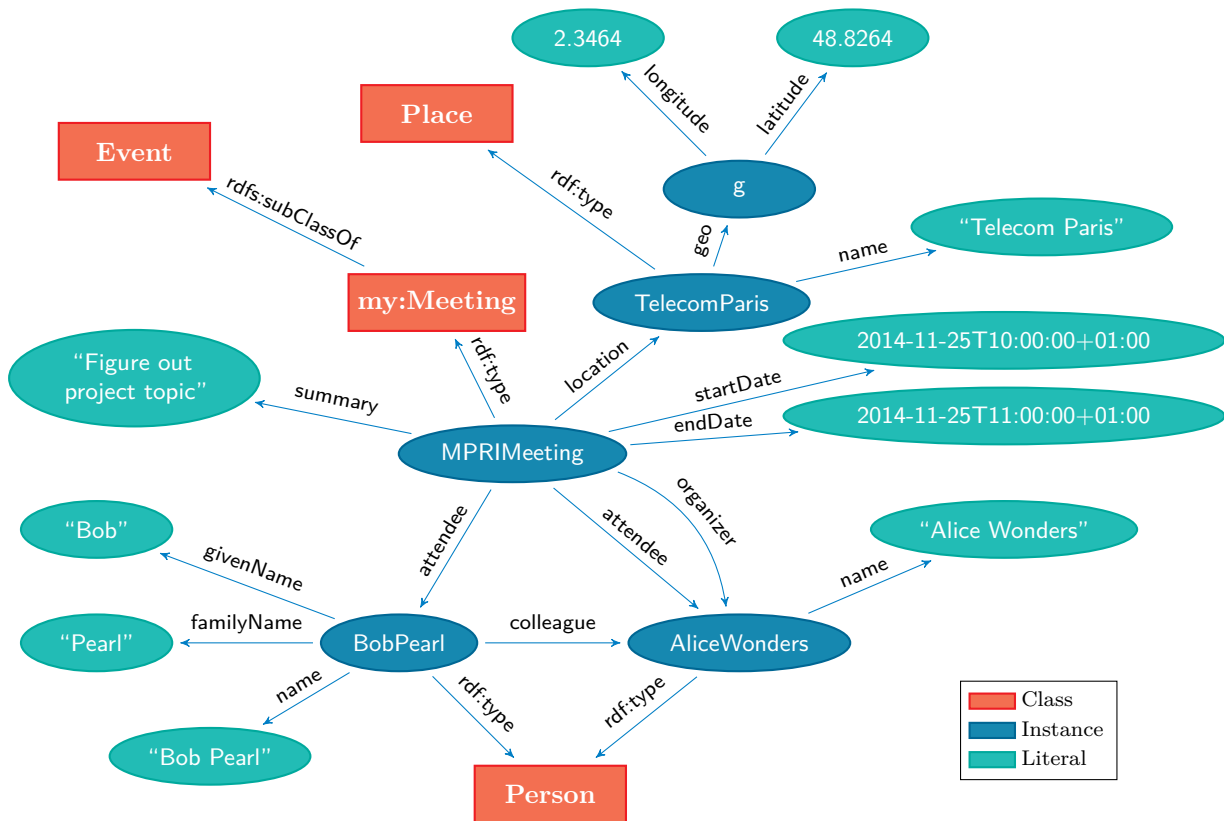 2.3464
48.8264
longitude
latitude
Place
Event
rdf:type
g
rdfs:subClassOf
geo
name
“Telecom Paris”
my:Meeting
TelecomParis
“Figure out
project topic”
summary
rdf:type
location
startDate
2014-11-25T10:00:00+01:00
endDate
2014-11-25T11:00:00+01:00
MPRIMeeting
“Bob”
givenName
attendee
attendee
organizer
“Alice Wonders”
name
“Pearl”
familyName
BobPearl
colleague
AliceWonders
name
rdf:type
rdf:type
“Bob Pearl”
Person
Class
Instance
Literal